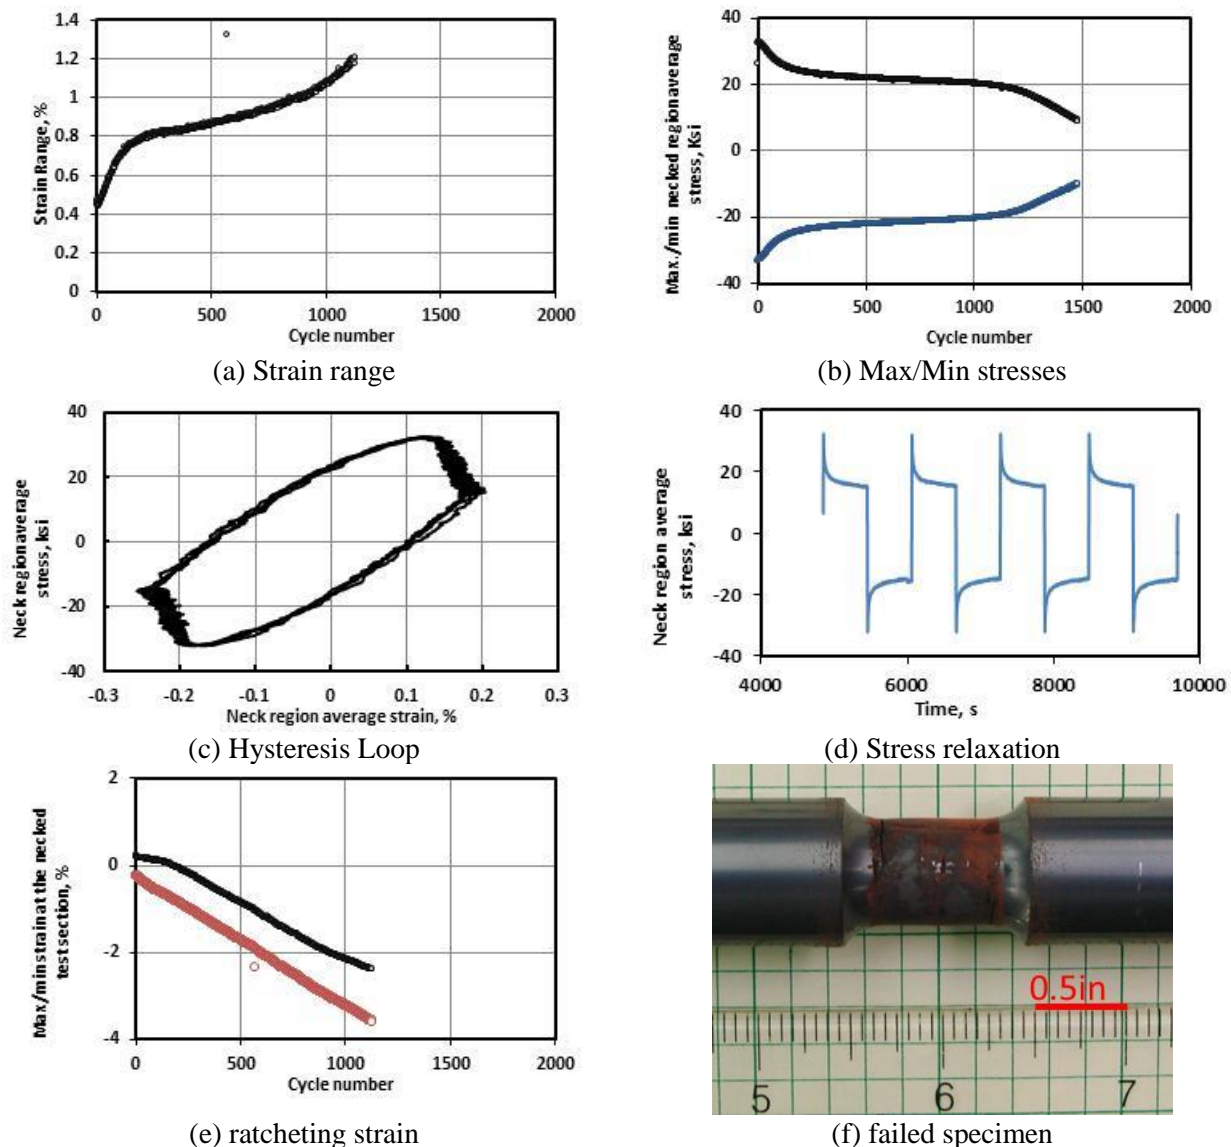 1.4
1.2
1
0.8
0.6
0.4
0.2
0
Strain Range, %
0 500 1000 1500 2000
Cycle number
(a) Strain range
40
20
0
-20
-40
Max./min necked region average
stress, Ksi
0 500 1000 1500 2000
Cycle number
(b) Max/Min stresses
40
20
0
-20
-40
Neck region average
stress, ksi
-0.3 -0.2 -0.1 0 0.1 0.2 0.3
Neck region average strain, %
(c) Hysteresis Loop
40
20
0
-20
-40
Neck region average
stress, ksi
4000 6000 8000 10000
Time, s
(d) Stress relaxation
2
0
-2
-4
Max/min strain at the necked
test section, %
0 500 1000 1500 2000
Cycle number
(e) ratcheting strain
0.5in
5 6 7
(f) failed specimen